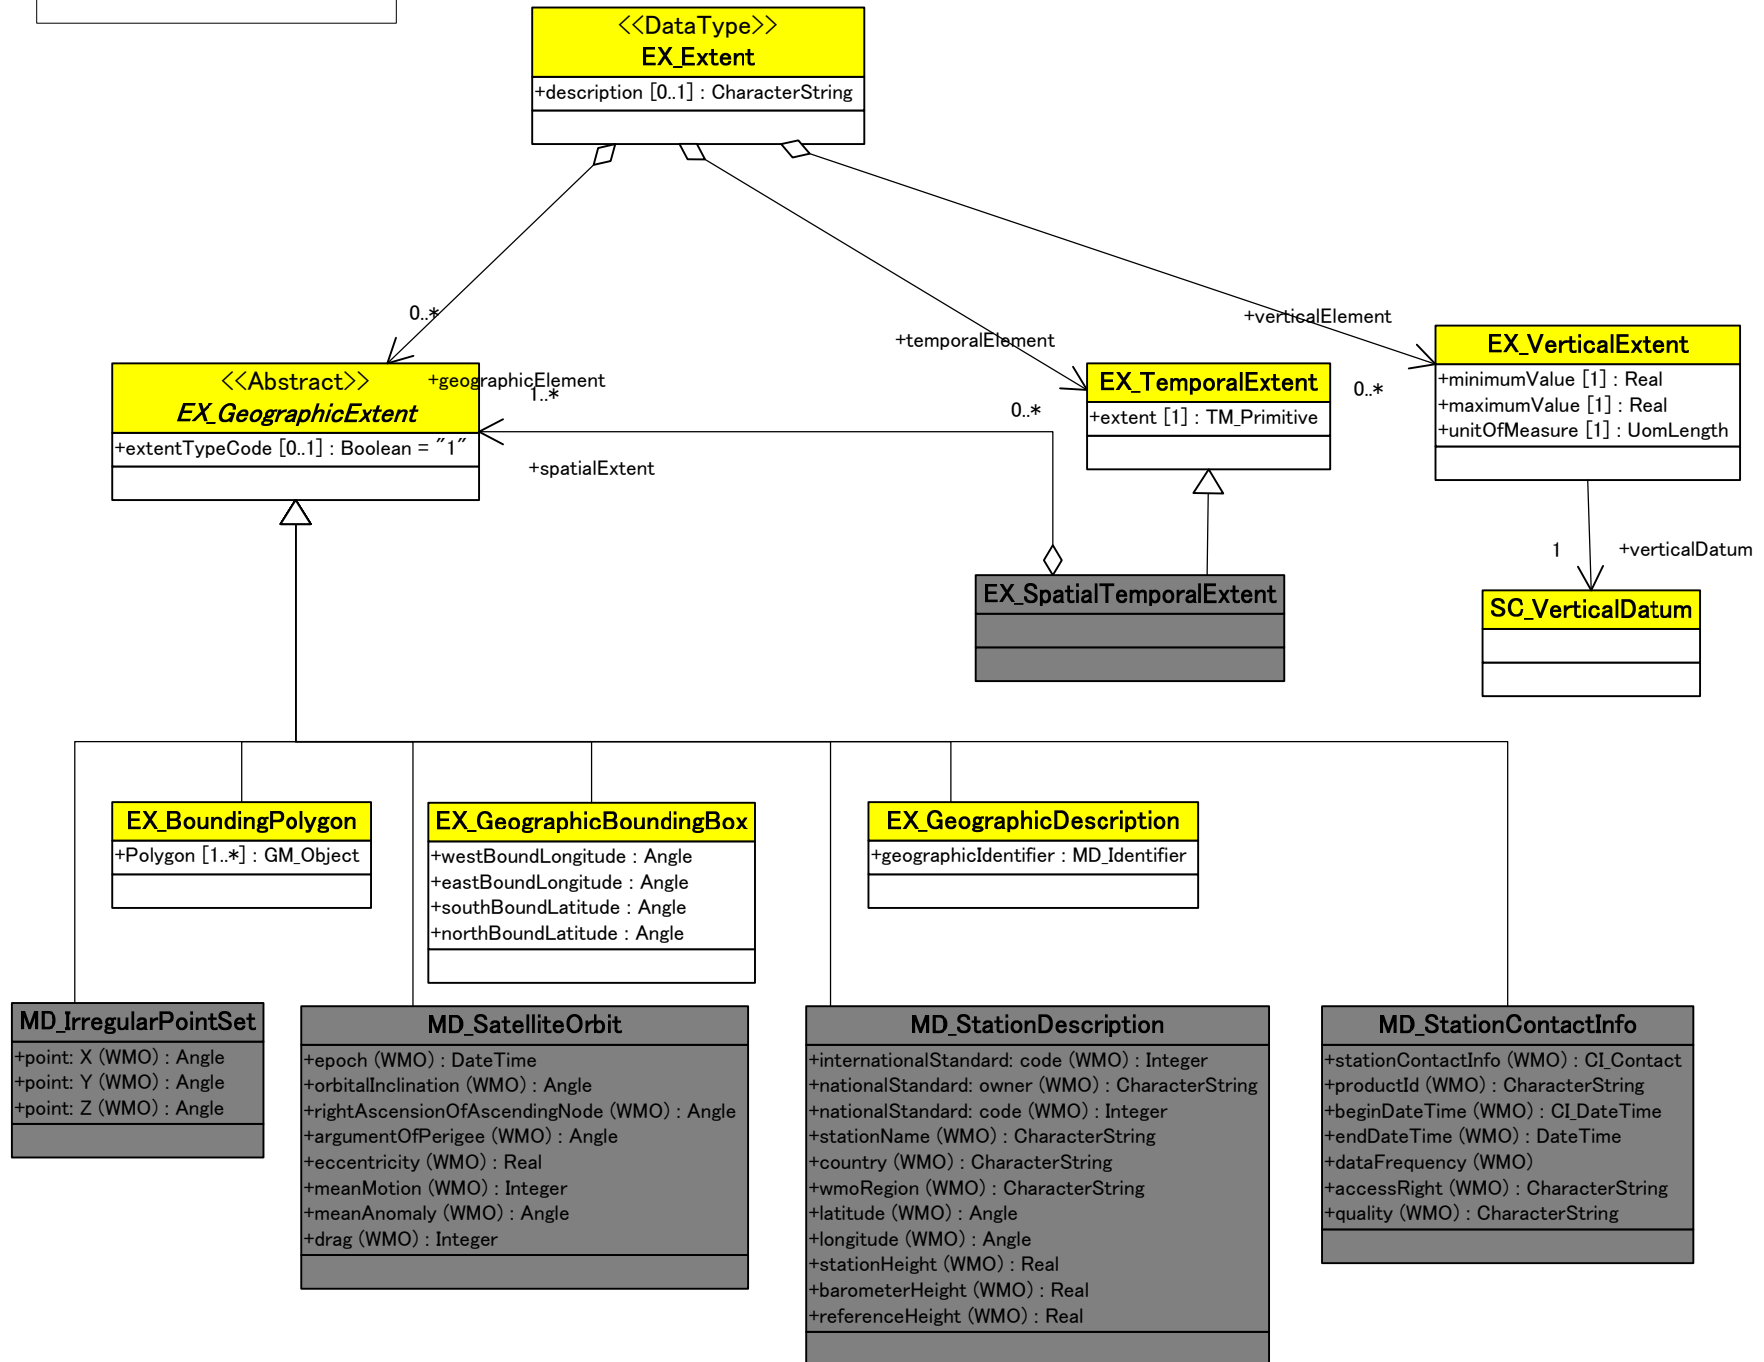 <<DataType>>
EX_Extent
+description [0..1] : CharacterString
0..*
+geographicElement
+temporalElement
0..*
+verticalElement
0..*
<<Abstract>>
EX_GeographicExtent
+extentTypeCode [0..1] : Boolean = "1"
1..*
+spatialExtent
EX_TemporalExtent
+extent [1] : TM_Primitive
EX_VerticalExtent
+minimumValue [1] : Real
+maximumValue [1] : Real
+unitOfMeasure [1] : UomLength
1
+verticalDatum
EX_SpatialTemporalExtent
SC_VerticalDatum
EX_BoundingPolygon
+Polygon [1..*] : GM_Object
EX_GeographicBoundingBox
+westBoundLongitude : Angle
+eastBoundLongitude : Angle
+southBoundLatitude : Angle
+northBoundLatitude : Angle
EX_GeographicDescription
+geographicIdentifier : MD_Identifier
MD_IrregularPointSet
+point: X (WMO) : Angle
+point: Y (WMO) : Angle
+point: Z (WMO) : Angle
MD_SatelliteOrbit
+epoch (WMO) : DateTime
+orbitalInclination (WMO) : Angle
+rightAscensionOfAscendingNode (WMO) : Angle
+argumentOfPerigee (WMO) : Angle
+eccentricity (WMO) : Real
+meanMotion (WMO) : Integer
+meanAnomaly (WMO) : Angle
+drag (WMO) : Integer
MD_StationDescription
+internationalStandard: code (WMO) : Integer
+nationalStandard: owner (WMO) : CharacterString
+nationalStandard: code (WMO) : Integer
+stationName (WMO) : CharacterString
+country (WMO) : CharacterString
+wmoRegion (WMO) : CharacterString
+latitude (WMO) : Angle
+longitude (WMO) : Angle
+stationHeight (WMO) : Real
+barometerHeight (WMO) : Real
+referenceHeight (WMO) : Real
MD_StationContactInfo
+stationContactInfo (WMO) : CI_Contact
+productId (WMO) : CharacterString
+beginDateTime (WMO) : CI_DateTime
+endDateTime (WMO) : DateTime
+dataFrequency (WMO)
+accessRight (WMO) : CharacterString
+quality (WMO) : CharacterString